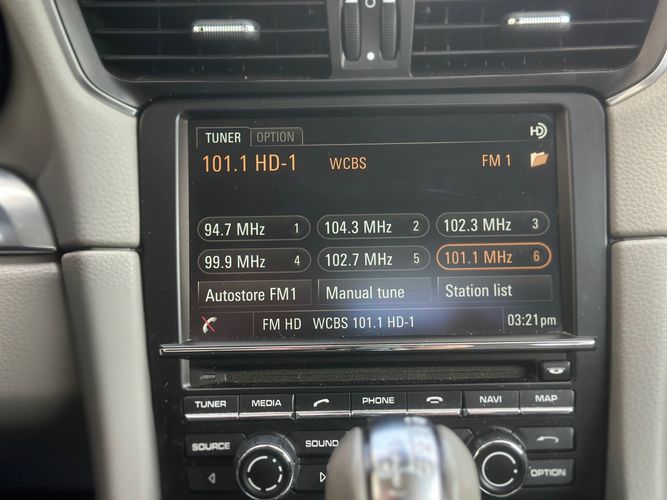 TUNER OPTION HD
101.1 HD-1 WCBS FM 1
94.7 MHz 1 104.3 MHz 2 102.3 MHz 3
99.9 MHz 4 102.7 MHz 5 101.1 MHz 6
Autostore FM1 Manual tune Station list
FM HD WCBS 101.1 HD-1 03:21pm
TUNER MEDIA PHONE NAVI MAP
SOURCE SOUND
OPTION